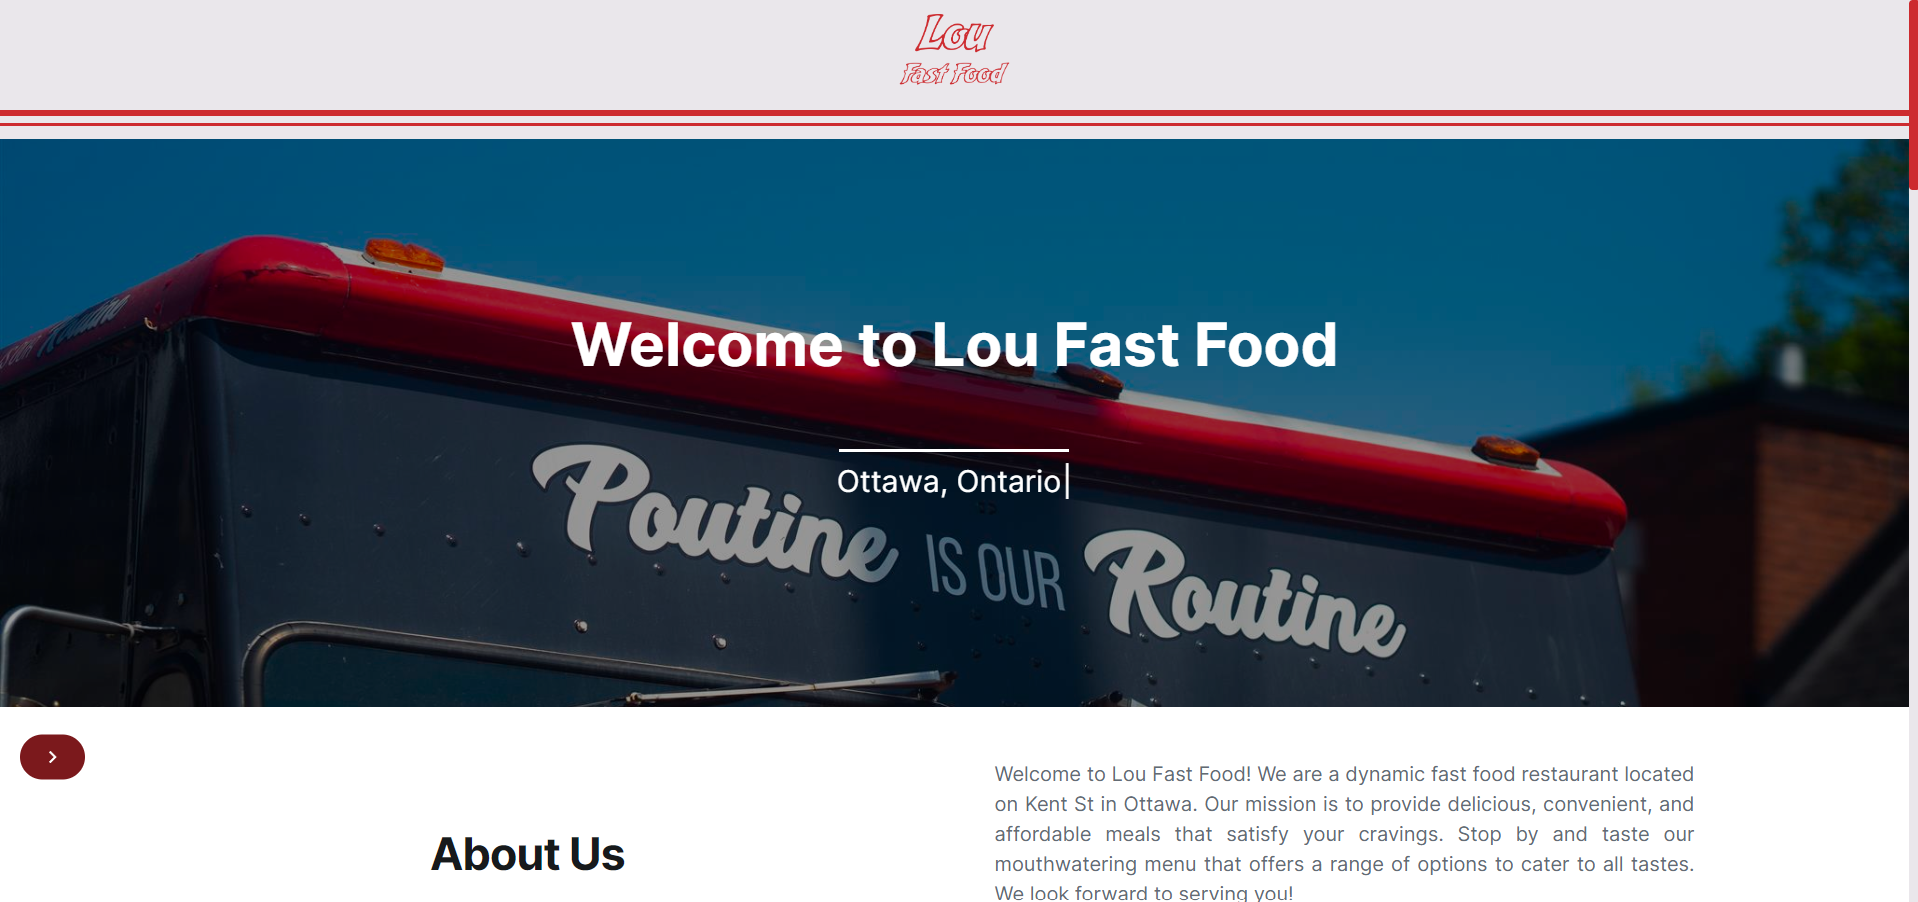 Lou
Fast Food
Routine
Welcome to Lou Fast Food
Ottawa, Ontario
Poutine IS OUR Routine
About Us
Welcome to Lou Fast Food! We are a dynamic fast food restaurant located
on Kent St in Ottawa. Our mission is to provide delicious, convenient, and
affordable meals that satisfy your cravings. Stop by and taste our
mouthwatering menu that offers a range of options to cater to all tastes.
We look forward to serving you!